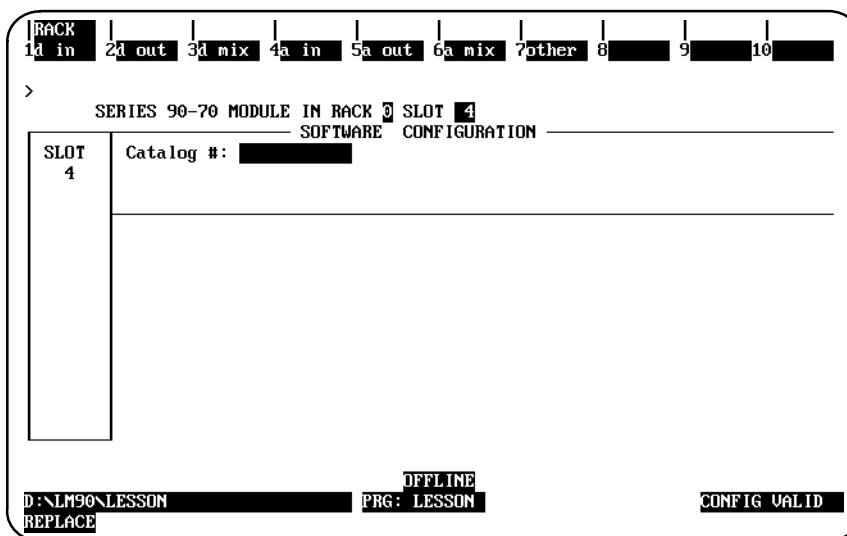 RACK
1d in 2d out 3d mix 4a in 5a out 6a mix 7other 8 9 10
>
SERIES 90-70 MODULE IN RACK 0 SLOT 4
SOFTWARE CONFIGURATION
SLOT Catalog #:
4
OFFLINE
D:\LM90\LESSON PRG: LESSON CONFIG VALID
REPLACE